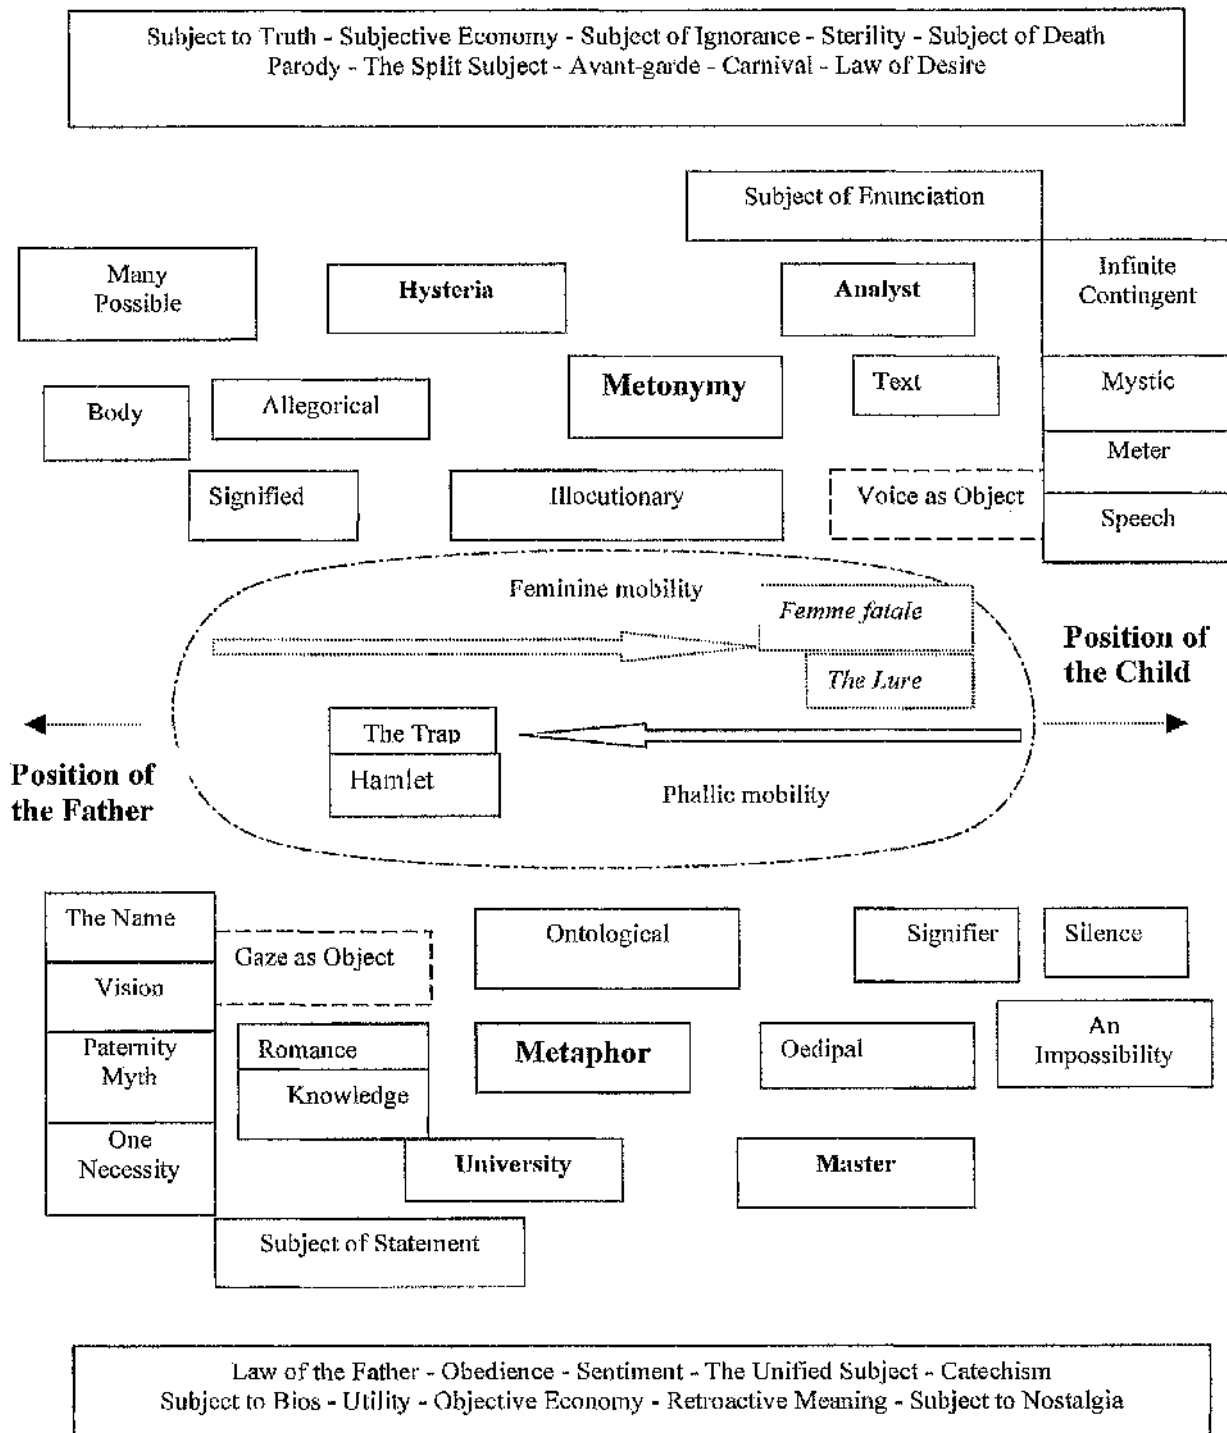 Subject to Truth - Subjective Economy - Subject of Ignorance - Sterility - Subject of Death
Parody - The Split Subject - Avant-garde - Carnival - Law of Desire
Subject of Enunciation
Many
Possible
Hysteria
Analyst
Infinite
Contingent
Body
Allegorical
Metonymy
Text
Mystic
Meter
Signified
Illocutionary
Voice as Object
Speech
Feminine mobility
Femme fatale
The Lure
Position of
the Child
The Trap
Hamlet
Position of
the Father
Phallic mobility
The Name
Gaze as Object
Ontological
Signifier
Silence
Vision
Paternity
Myth
Romance
Metaphor
Oedipal
An
Impossibility
Knowledge
One
Necessity
University
Master
Subject of Statement
Law of the Father - Obedience - Sentiment - The Unified Subject - Catechism
Subject to Bios - Utility - Objective Economy - Retroactive Meaning - Subject to Nostalgia